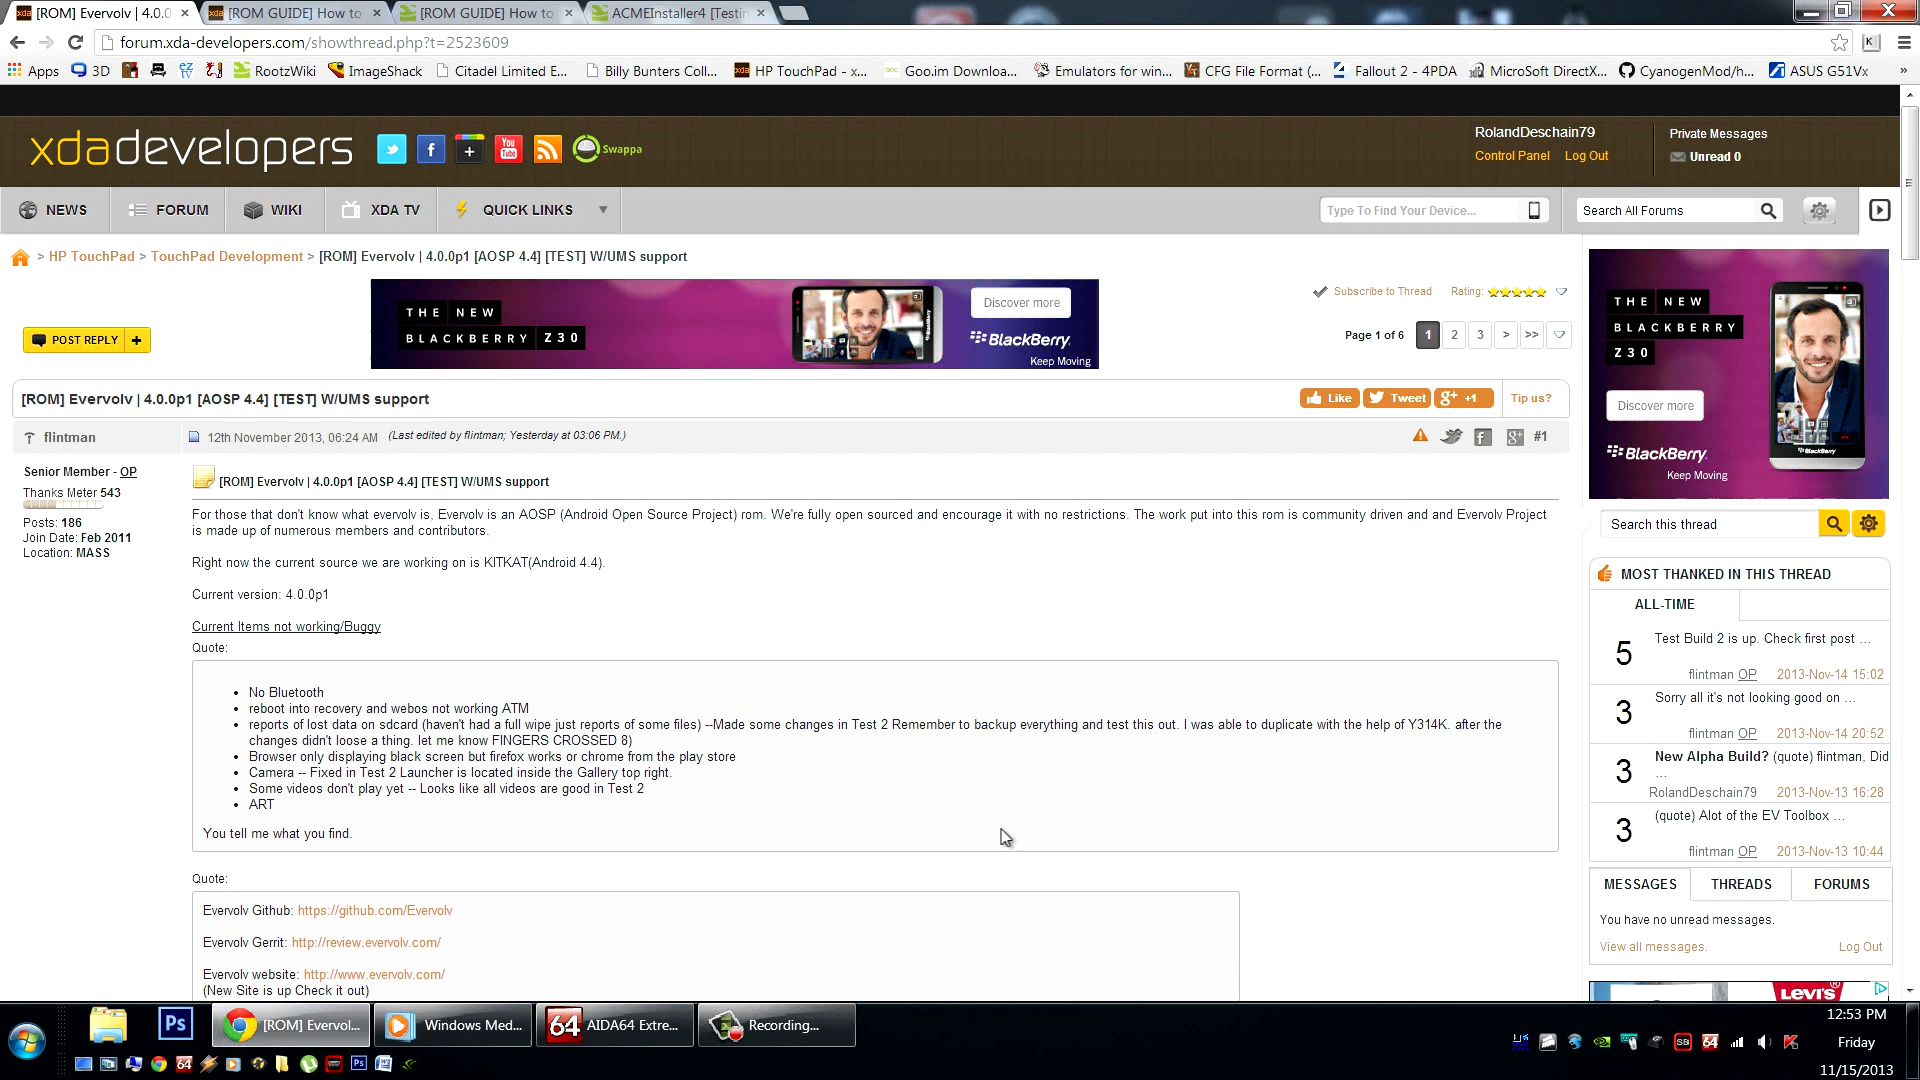 [ROM] Evervolv | 4.0.0
[ROM GUIDE] How to
[ROM GUIDE] How to
ACMEInstaller4 [Testin
forum.xda-developers.com/showthread.php?t=2523609
Apps
3D
RootzWiki
ImageShack
Citadel Limited E...
Billy Bunters Coll...
HP TouchPad - x...
Goo.im Downloa...
Emulators for win...
CFG File Format (...
Fallout 2 - 4PDA
MicroSoft DirectX...
CyanogenMod/h...
ASUS G51Vx
»
xdadevelopers
You Tube
Swappa
RolandDeschain79
Control Panel Log Out
Private Messages
Unread 0
NEWS
FORUM
WIKI
XDA TV
QUICK LINKS
Type To Find Your Device...
Search All Forums
> HP TouchPad > TouchPad Development > [ROM] Evervolv | 4.0.0p1 [AOSP 4.4] [TEST] W/UMS support
THE NEW
BLACKBERRY Z30
Discover more
BlackBerry.
Keep Moving
Subscribe to Thread Rating:
POST REPLY +
Page 1 of 6 1 2 3 > >>
THE NEW
BLACKBERRY
Z30
Discover more
BlackBerry.
Keep Moving
[ROM] Evervolv | 4.0.0p1 [AOSP 4.4] [TEST] W/UMS support
Like Tweet g+ +1 Tip us?
flintman
12th November 2013, 06:24 AM (Last edited by flintman; Yesterday at 03:06 PM.)
#1
Senior Member - OP
Thanks Meter 543
Posts: 186
Join Date: Feb 2011
Location: MASS
[ROM] Evervolv | 4.0.0p1 [AOSP 4.4] [TEST] W/UMS support
For those that don't know what evervolv is, Evervolv is an AOSP (Android Open Source Project) rom. We're fully open sourced and encourage it with no restrictions. The work put into this rom is community driven and and Evervolv Project
is made up of numerous members and contributors.
Right now the current source we are working on is KITKAT(Android 4.4).
Current version: 4.0.0p1
Current Items not working/Buggy
Quote:
• No Bluetooth
• reboot into recovery and webos not working ATM
• reports of lost data on sdcard (haven't had a full wipe just reports of some files) --Made some changes in Test 2 Remember to backup everything and test this out. I was able to duplicate with the help of Y314K. after the
changes didn't loose a thing. let me know FINGERS CROSSED 8)
• Browser only displaying black screen but firefox works or chrome from the play store
• Camera -- Fixed in Test 2 Launcher is located inside the Gallery top right.
• Some videos don't play yet -- Looks like all videos are good in Test 2
• ART
You tell me what you find.
Quote:
Evervolv Github: https://github.com/Evervolv
Evervolv Gerrit: http://review.evervolv.com/
Evervolv website: http://www.evervolv.com/
(New Site is up Check it out)
Search this thread
MOST THANKED IN THIS THREAD
ALL-TIME
5 Test Build 2 is up. Check first post ...
flintman OP 2013-Nov-14 15:02
3 Sorry all it's not looking good on ...
flintman OP 2013-Nov-14 20:52
3 New Alpha Build? (quote) flintman, Did
...
RolandDeschain79 2013-Nov-13 16:28
3 (quote) Alot of the EV Toolbox ...
flintman OP 2013-Nov-13 10:44
MESSAGES THREADS FORUMS
You have no unread messages.
View all messages. Log Out
LEVI'S
Ps
[ROM] Evervol...
Windows Med...
64 AIDA64 Extre...
Recording...
12:53 PM
Friday
11/15/2013